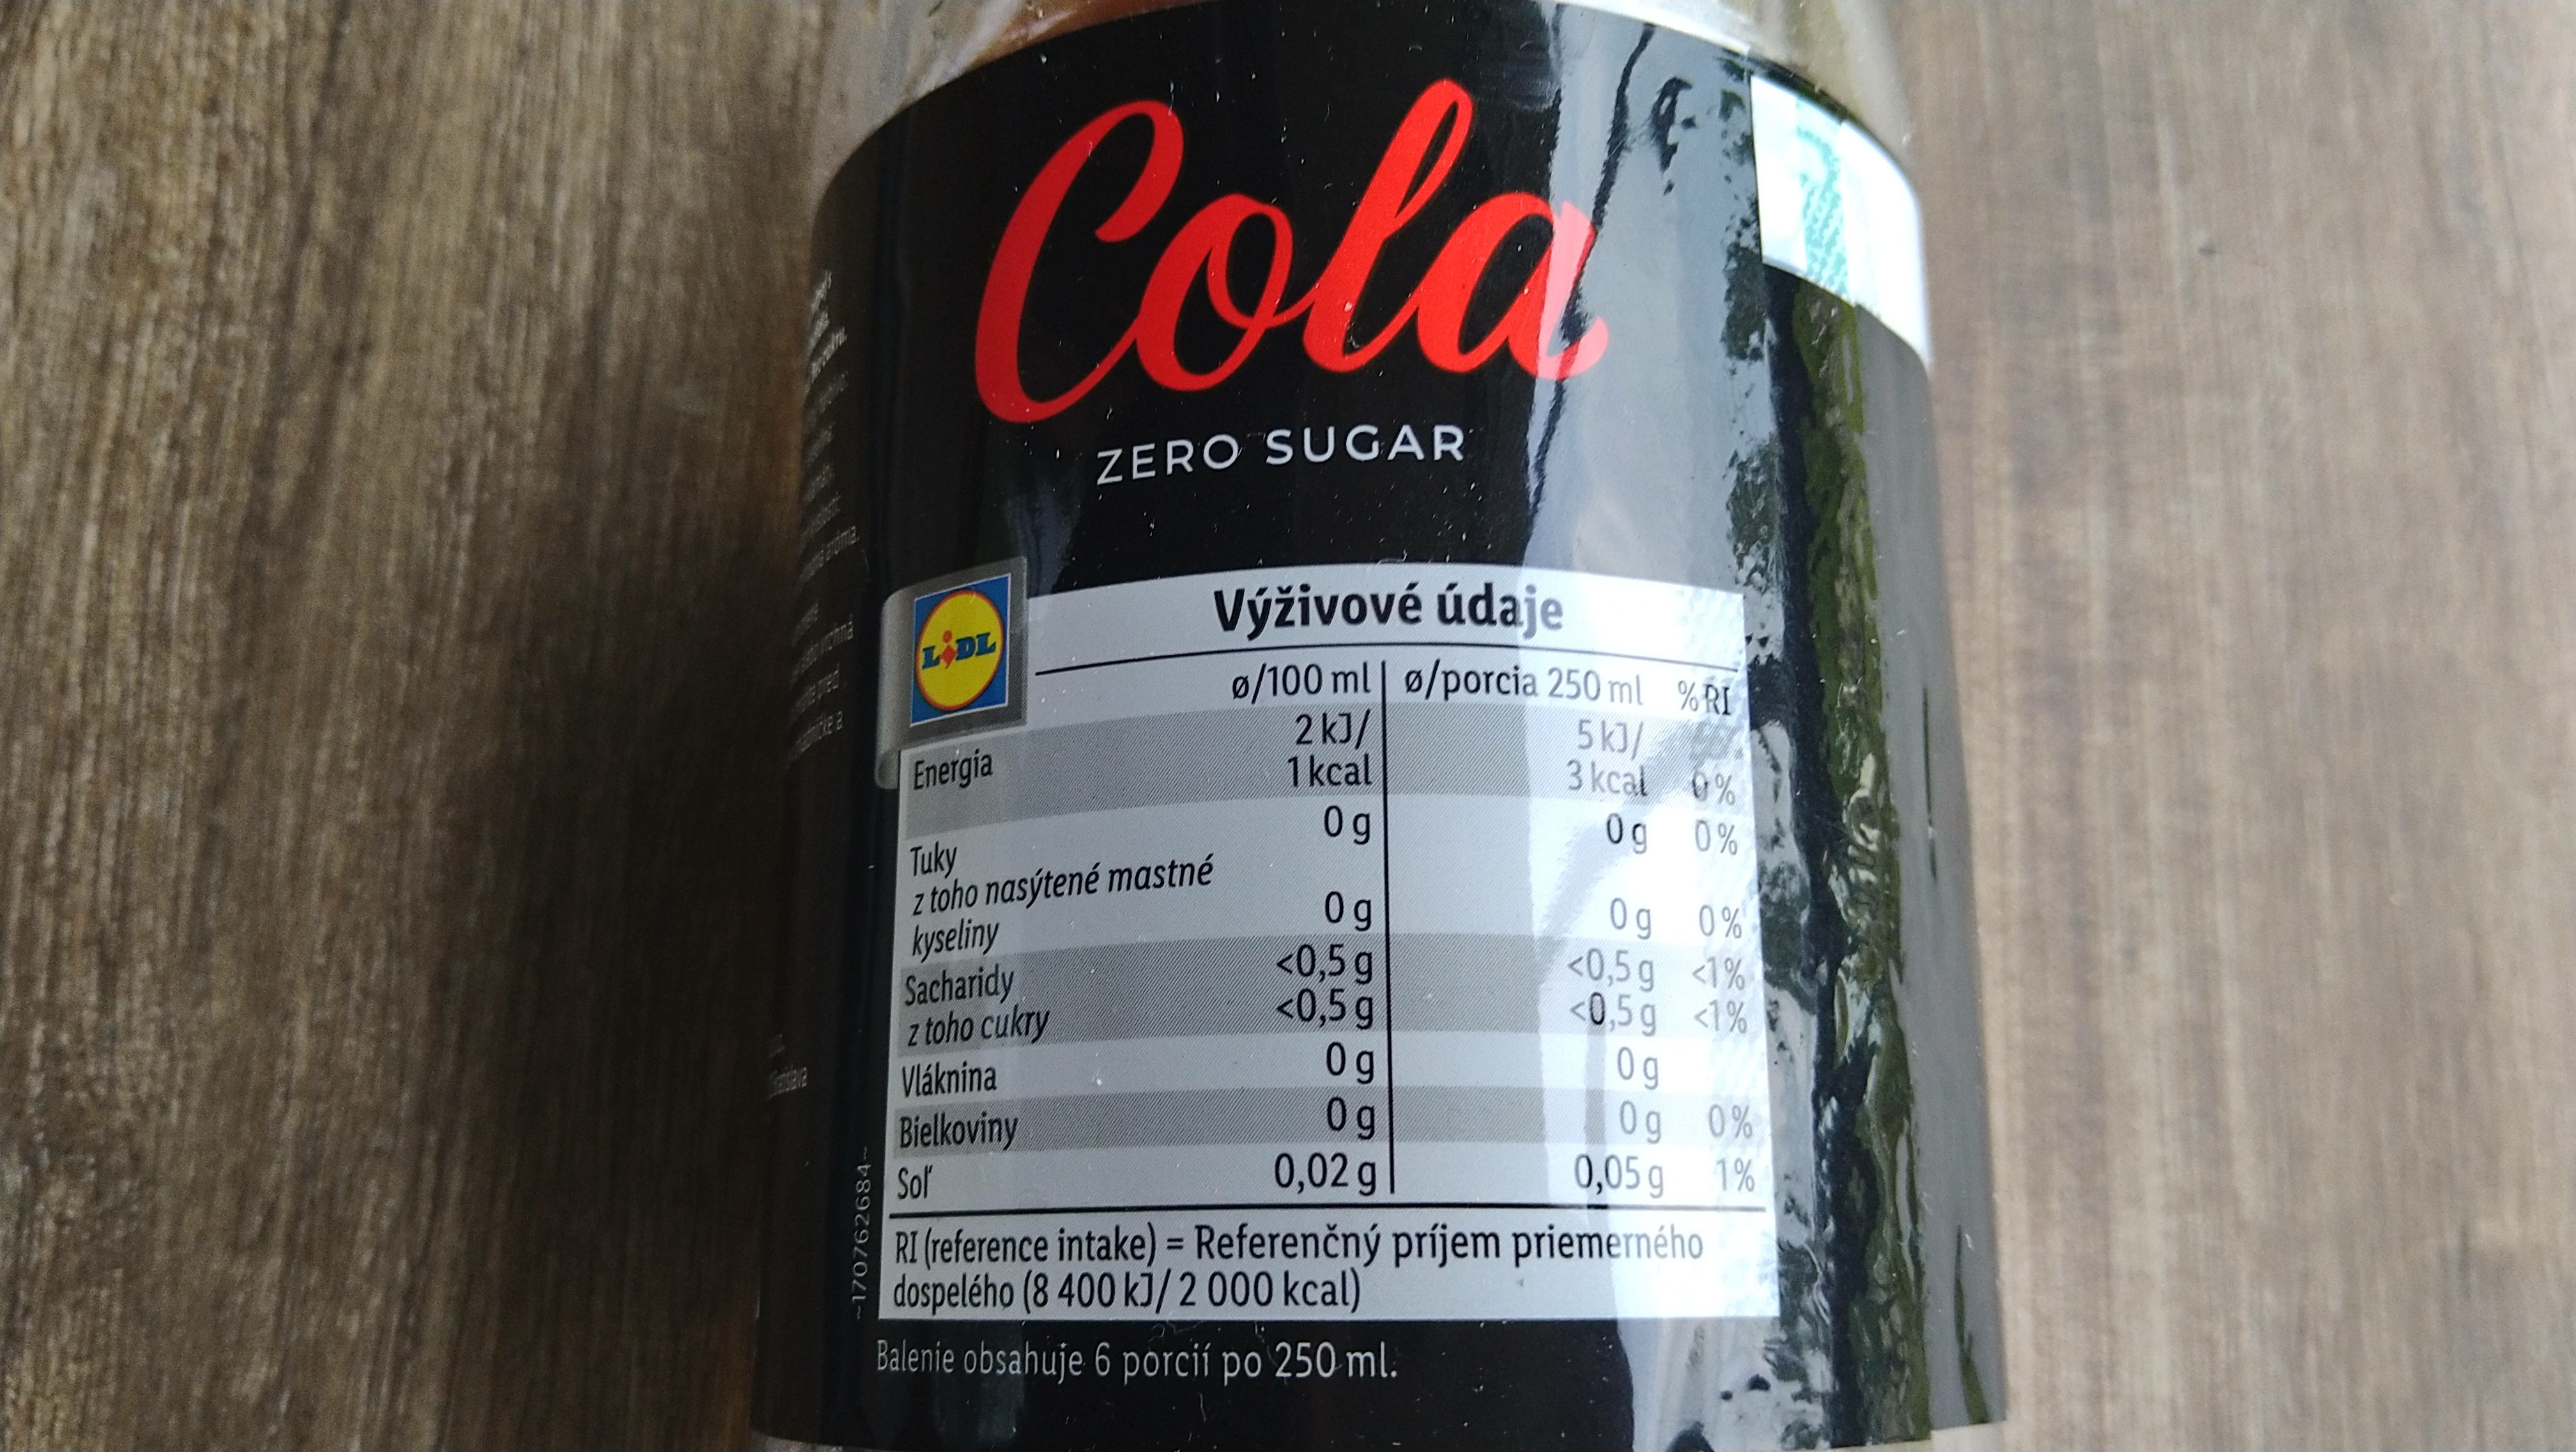 Cola
ZERO SUGAR
LiDL
Výživové údaje
ø/100 ml ø/porcia 250 ml %RI
2 kJ/ 5 kJ/
Energia 1 kcal 3 kcal 0%
Tuky 0 g 0 g 0%
z toho nasýtené mastné
kyseliny 0 g 0 g 0%
Sacharidy <0,5 g <0,5 g <1%
z toho cukry <0,5 g <0,5 g <1%
Vláknina 0 g 0 g
Bielkoviny 0 g 0 g 0%
Soľ 0,02 g 0,05 g 1%
RI (reference intake) = Referenčný príjem priemerného
dospelého (8 400 kJ/ 2 000 kcal)
Balenie obsahuje 6 porcií po 250 ml.
~170762684~